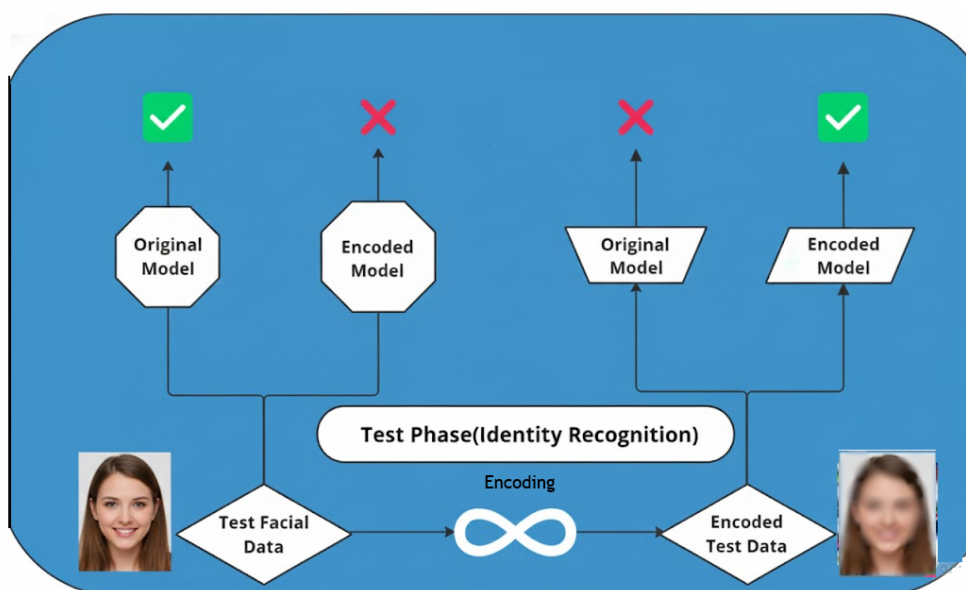 Original
Model
Encoded
Model
Original
Model
Encoded
Model
Test Phase(Identity Recognition)
Encoding
Test Facial
Data
Encoded
Test Data